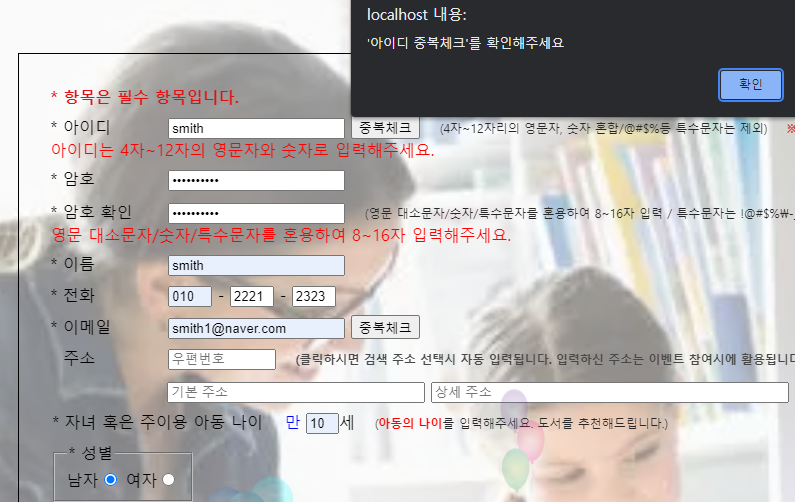 localhost 내용:
'아이디 중복체크'를 확인해주세요
확인
* 항목은 필수 항목입니다.
* 아이디 smith 중복체크 (4자~12자리의 영문자, 숫자 혼합/@#$%등 특수문자는 제외) ※
아이디는 4자~12자의 영문자와 숫자로 입력해주세요.
* 암호 ••••••••••
* 암호 확인 •••••••••• (영문 대소문자/숫자/특수문자를 혼용하여 8~16자 입력 / 특수문자는 !@#$%₩-
영문 대소문자/숫자/특수문자를 혼용하여 8~16자 입력해주세요.
* 이름 smith
* 전화 010 - 2221 - 2323
* 이메일 smith1@naver.com 중복체크
주소 우편번호 (클릭하시면 검색 주소 선택시 자동 입력됩니다. 입력하신 주소는 이벤트 참여시에 활용됩니다
기본 주소 상세 주소
* 자녀 혹은 주이용 아동 나이 만 10 세 (아동의 나이를 입력해주세요. 도서를 추천해드립니다.)
* 성별
남자 여자